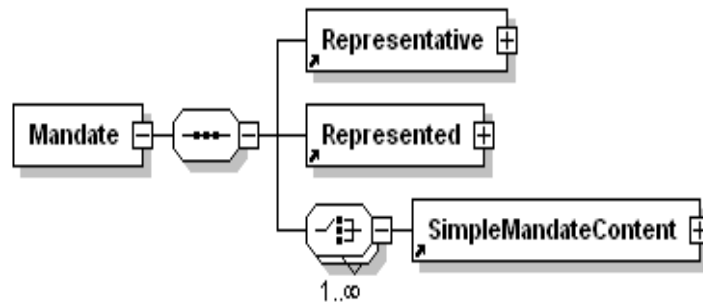 Representative
Mandate
Represented
SimpleMandateContent
1..∞